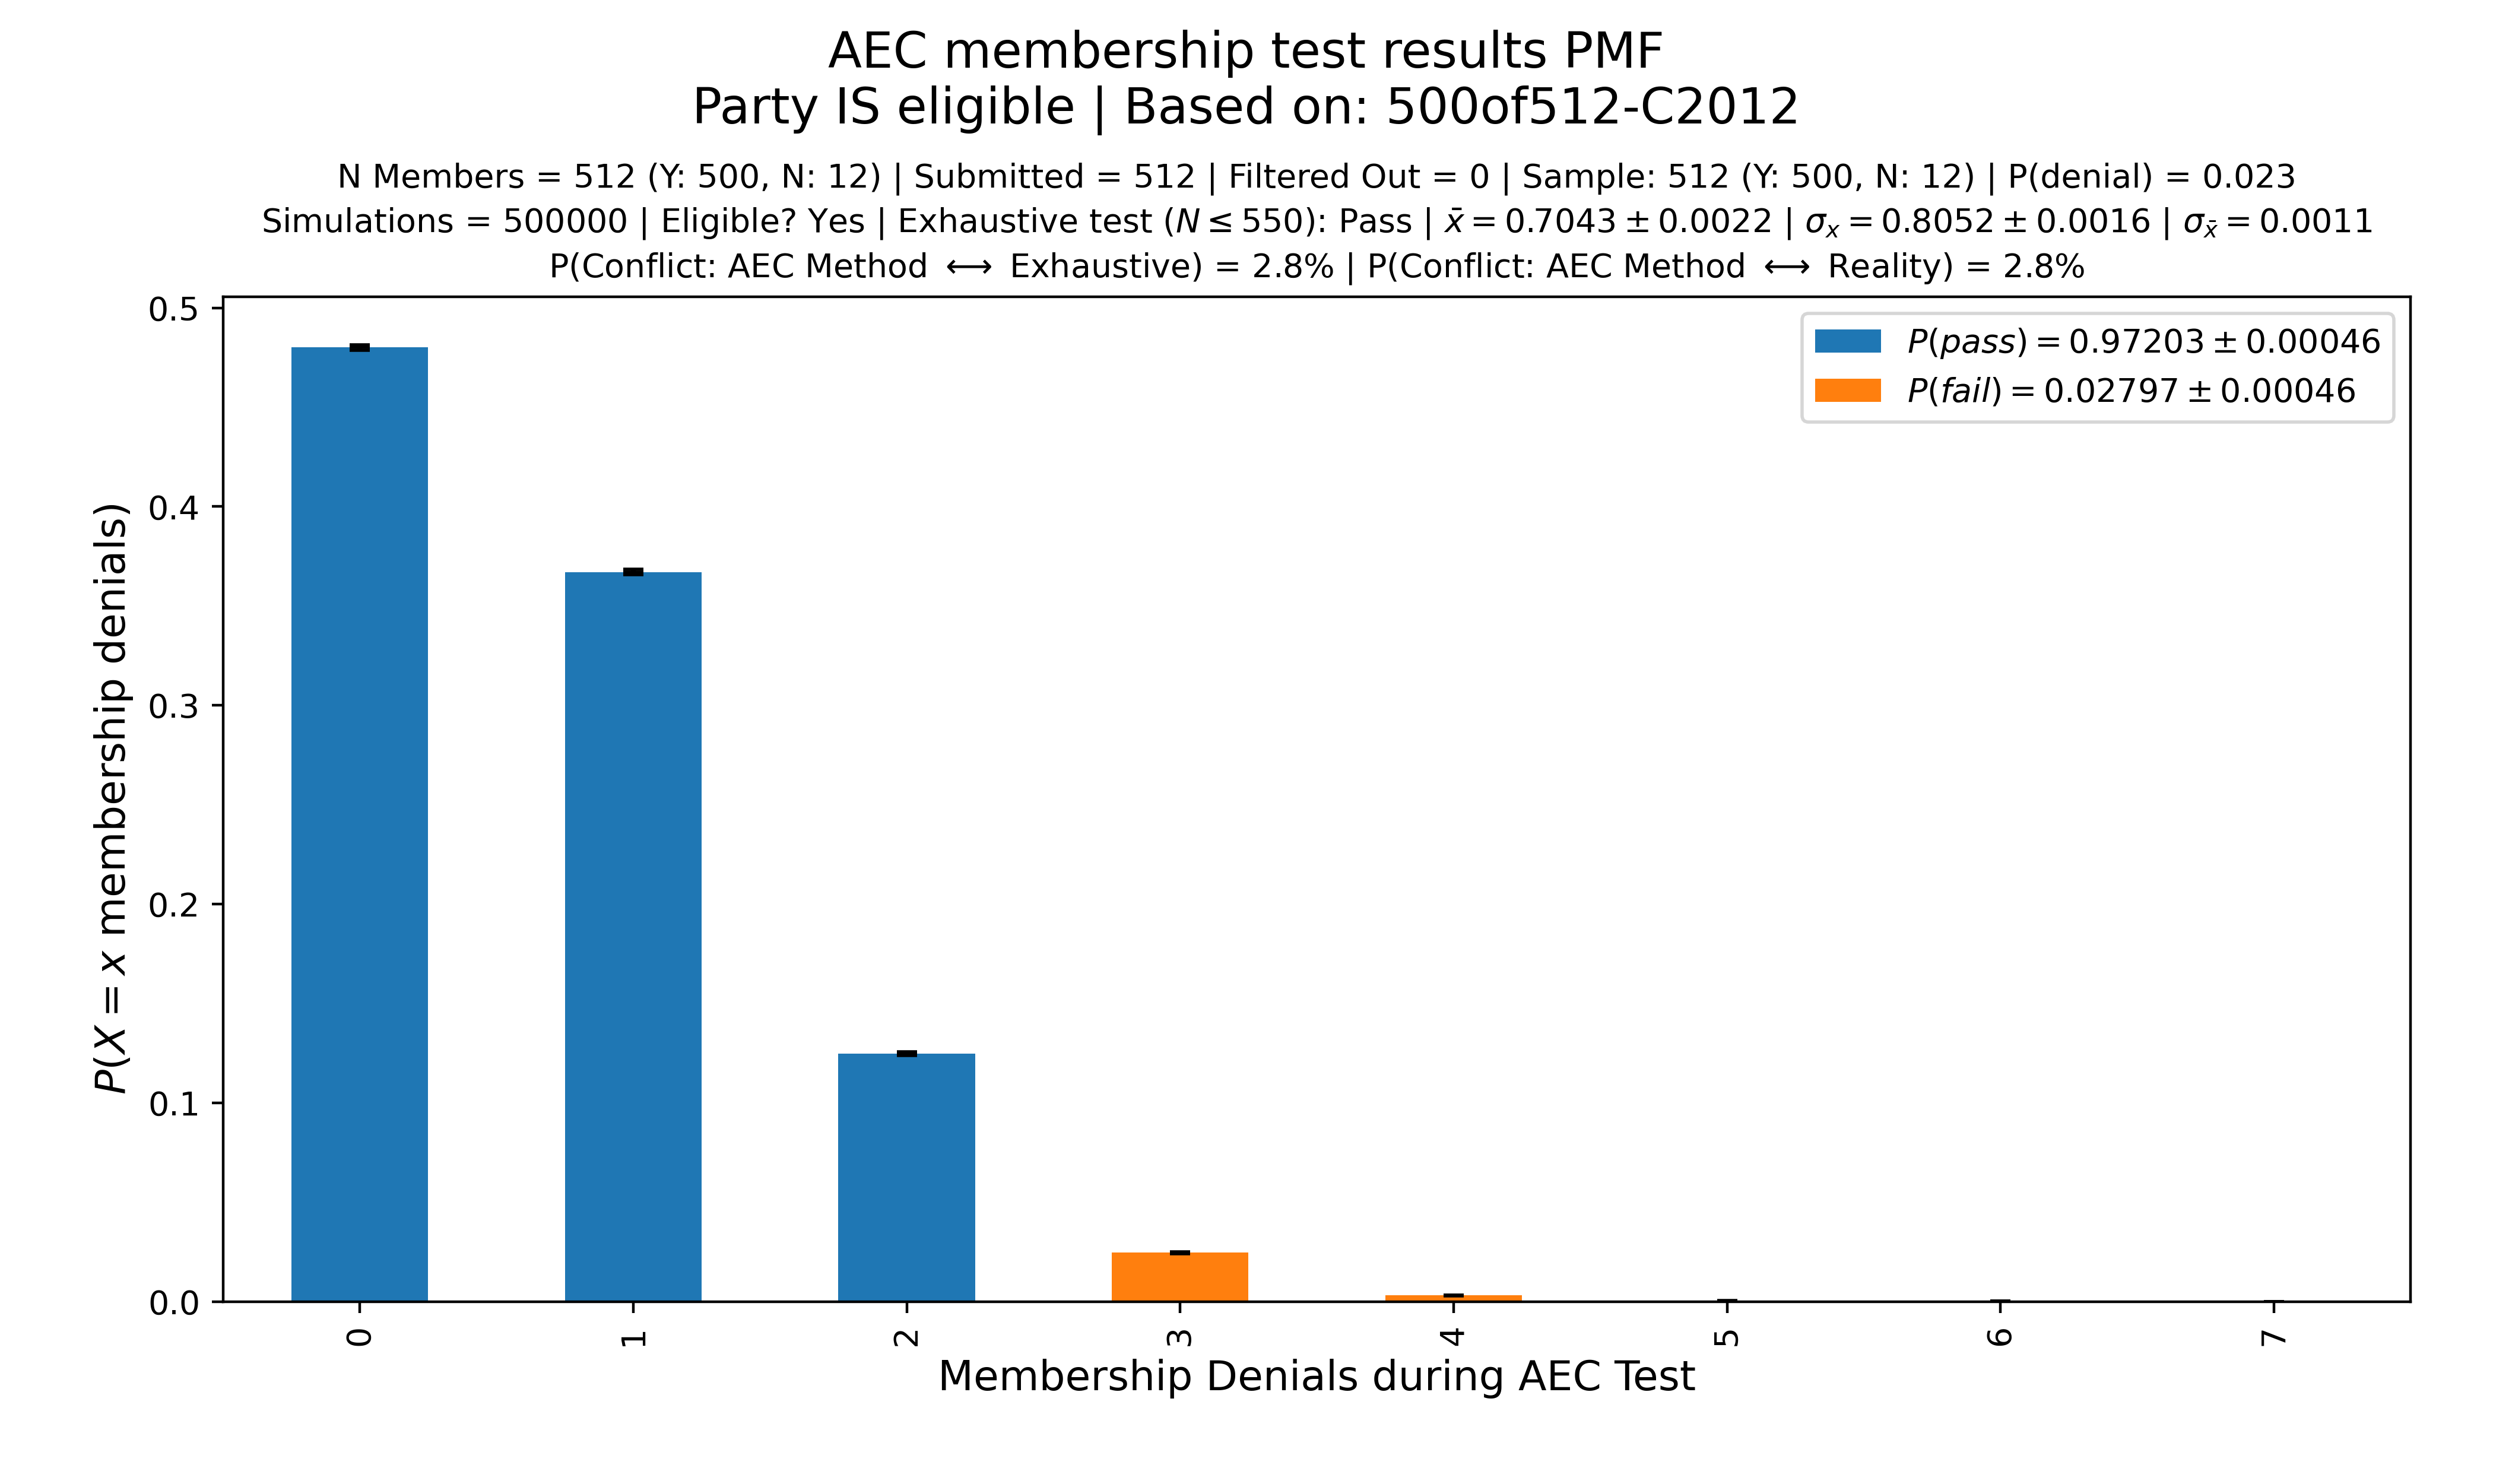 AEC membership test results PMF
Party IS eligible | Based on: 500of512-C2012
N Members = 512 (Y: 500, N: 12) | Submitted = 512 | Filtered Out = 0 | Sample: 512 (Y: 500, N: 12) | P(denial) = 0.023
Simulations = 500000 | Eligible? Yes | Exhaustive test (N ≤ 550): Pass | x̄ = 0.7043 ± 0.0022 | σₓ = 0.8052 ± 0.0016 | σ_x̄ = 0.0011
P(Conflict: AEC Method ⟷ Exhaustive) = 2.8% | P(Conflict: AEC Method ⟷ Reality) = 2.8%
P(pass) = 0.97203 ± 0.00046
P(fail) = 0.02797 ± 0.00046
P(X = x membership denials)
0.5
0.4
0.3
0.2
0.1
0.0
0
1
2
3
4
5
6
7
Membership Denials during AEC Test